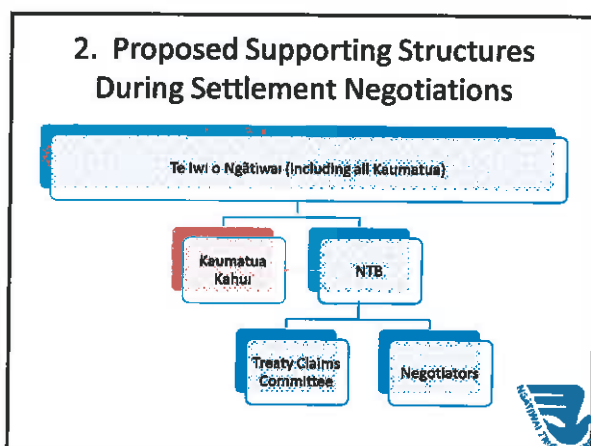 2. Proposed Supporting Structures
During Settlement Negotiations
Te Iwi o Ngātiwai (including all Kaumatua)
Kaumatua
Kahui
NTB
Treaty Claims
Committee
Negotiators
NGATIWAI